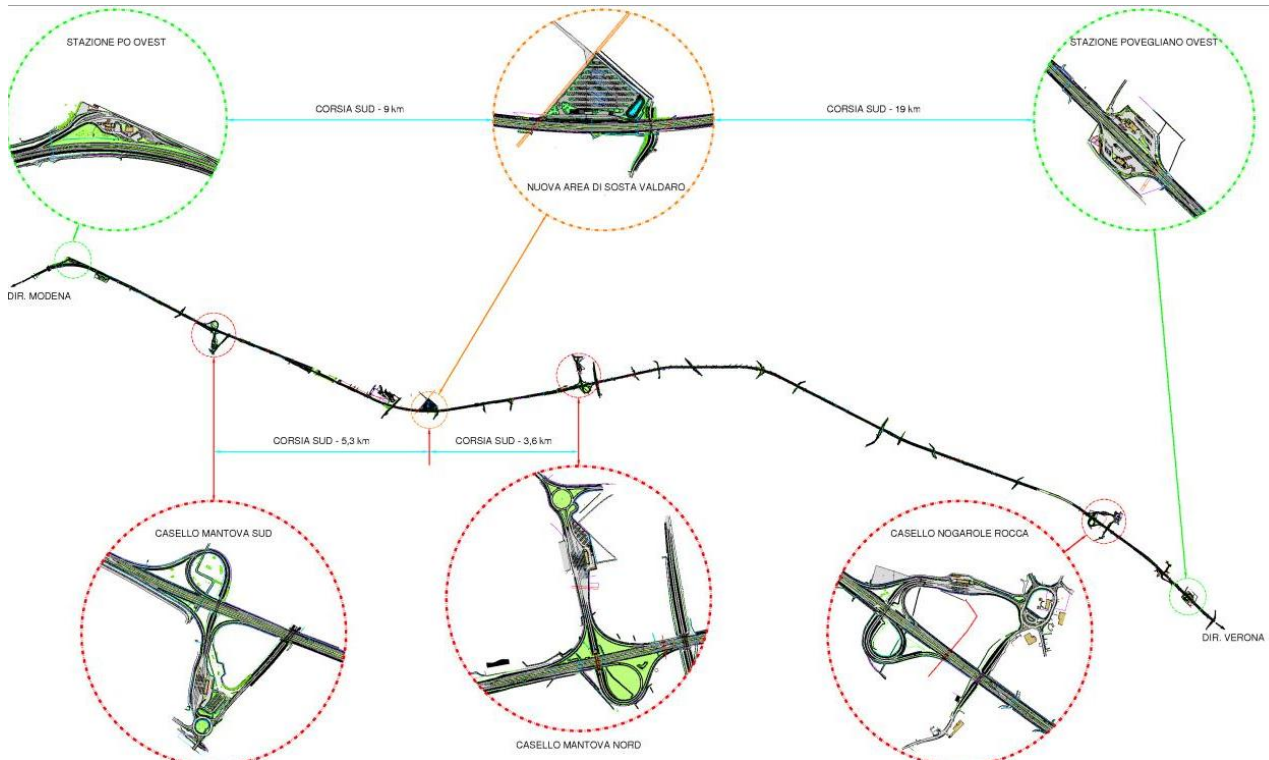 STAZIONE PO OVEST
STAZIONE POVEGLIANO OVEST
CORSIA SUD - 9 km
CORSIA SUD - 19 km
NUOVA AREA DI SOSTA VALDARO
DIR. MODENA
CORSIA SUD - 5,3 km
CORSIA SUD - 3,6 km
CASELLO MANTOVA SUD
CASELLO NOGAROLE ROCCA
DIR. VERONA
CASELLO MANTOVA NORD